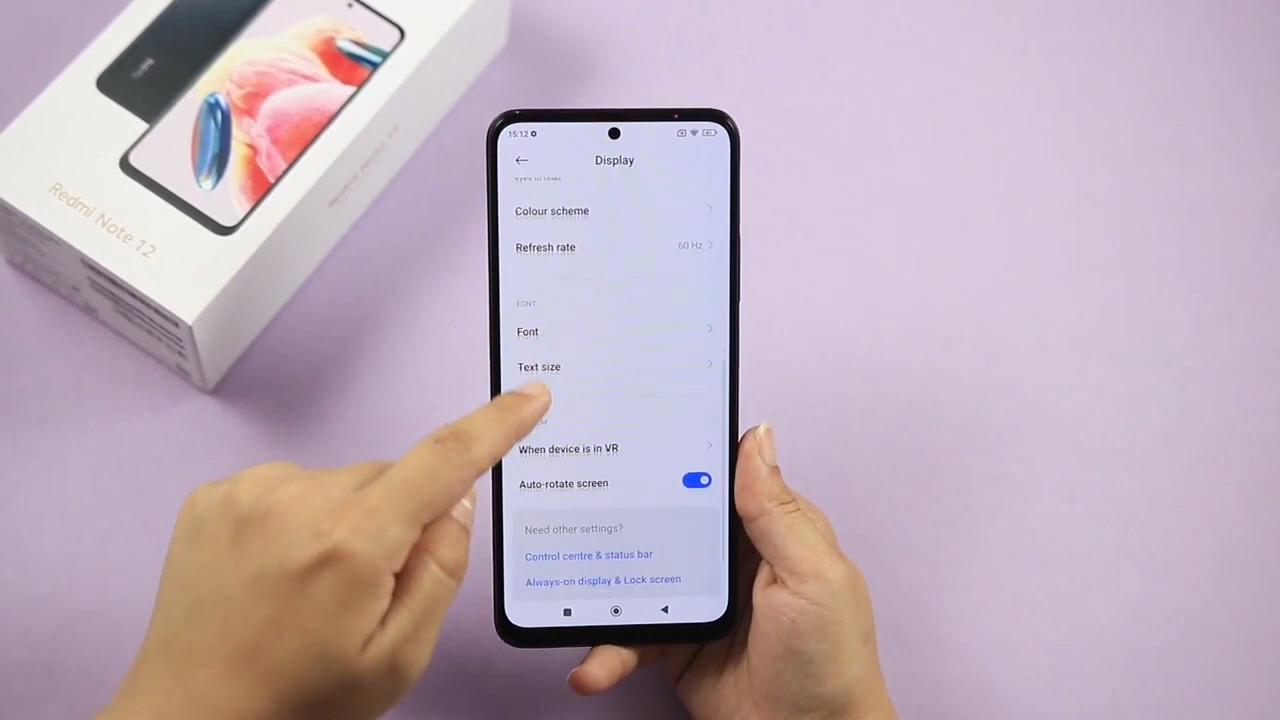 Redmi Note 12
15:12
Display
Colour scheme
Refresh rate 60 Hz
FONT
Font
Text size
When device is in VR
Auto-rotate screen
Need other settings?
Control centre & status bar
Always-on display & Lock screen